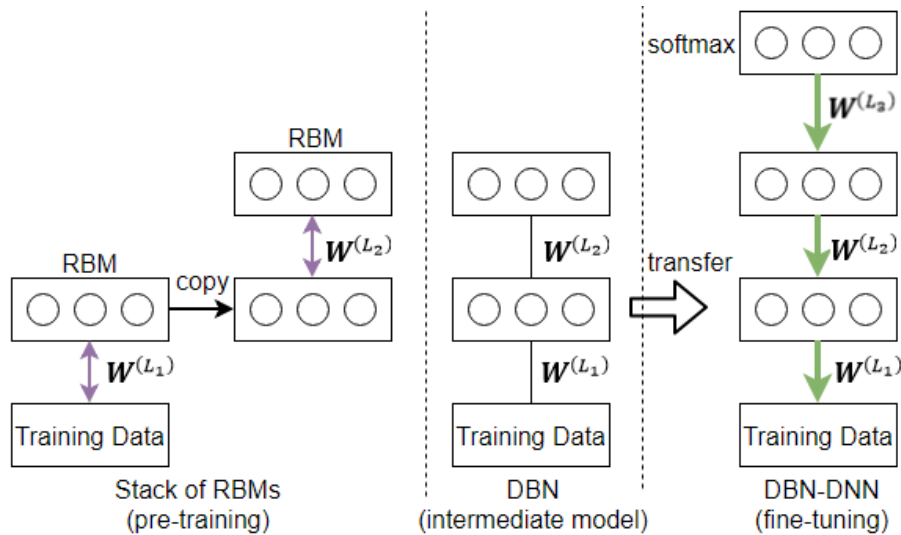 RBM
W^(L₂)
RBM
copy
W^(L₁)
Training Data
Stack of RBMs
(pre-training)
W^(L₂)
W^(L₁)
Training Data
DBN
(intermediate model)
transfer
softmax
W^(L₃)
W^(L₂)
W^(L₁)
Training Data
DBN-DNN
(fine-tuning)